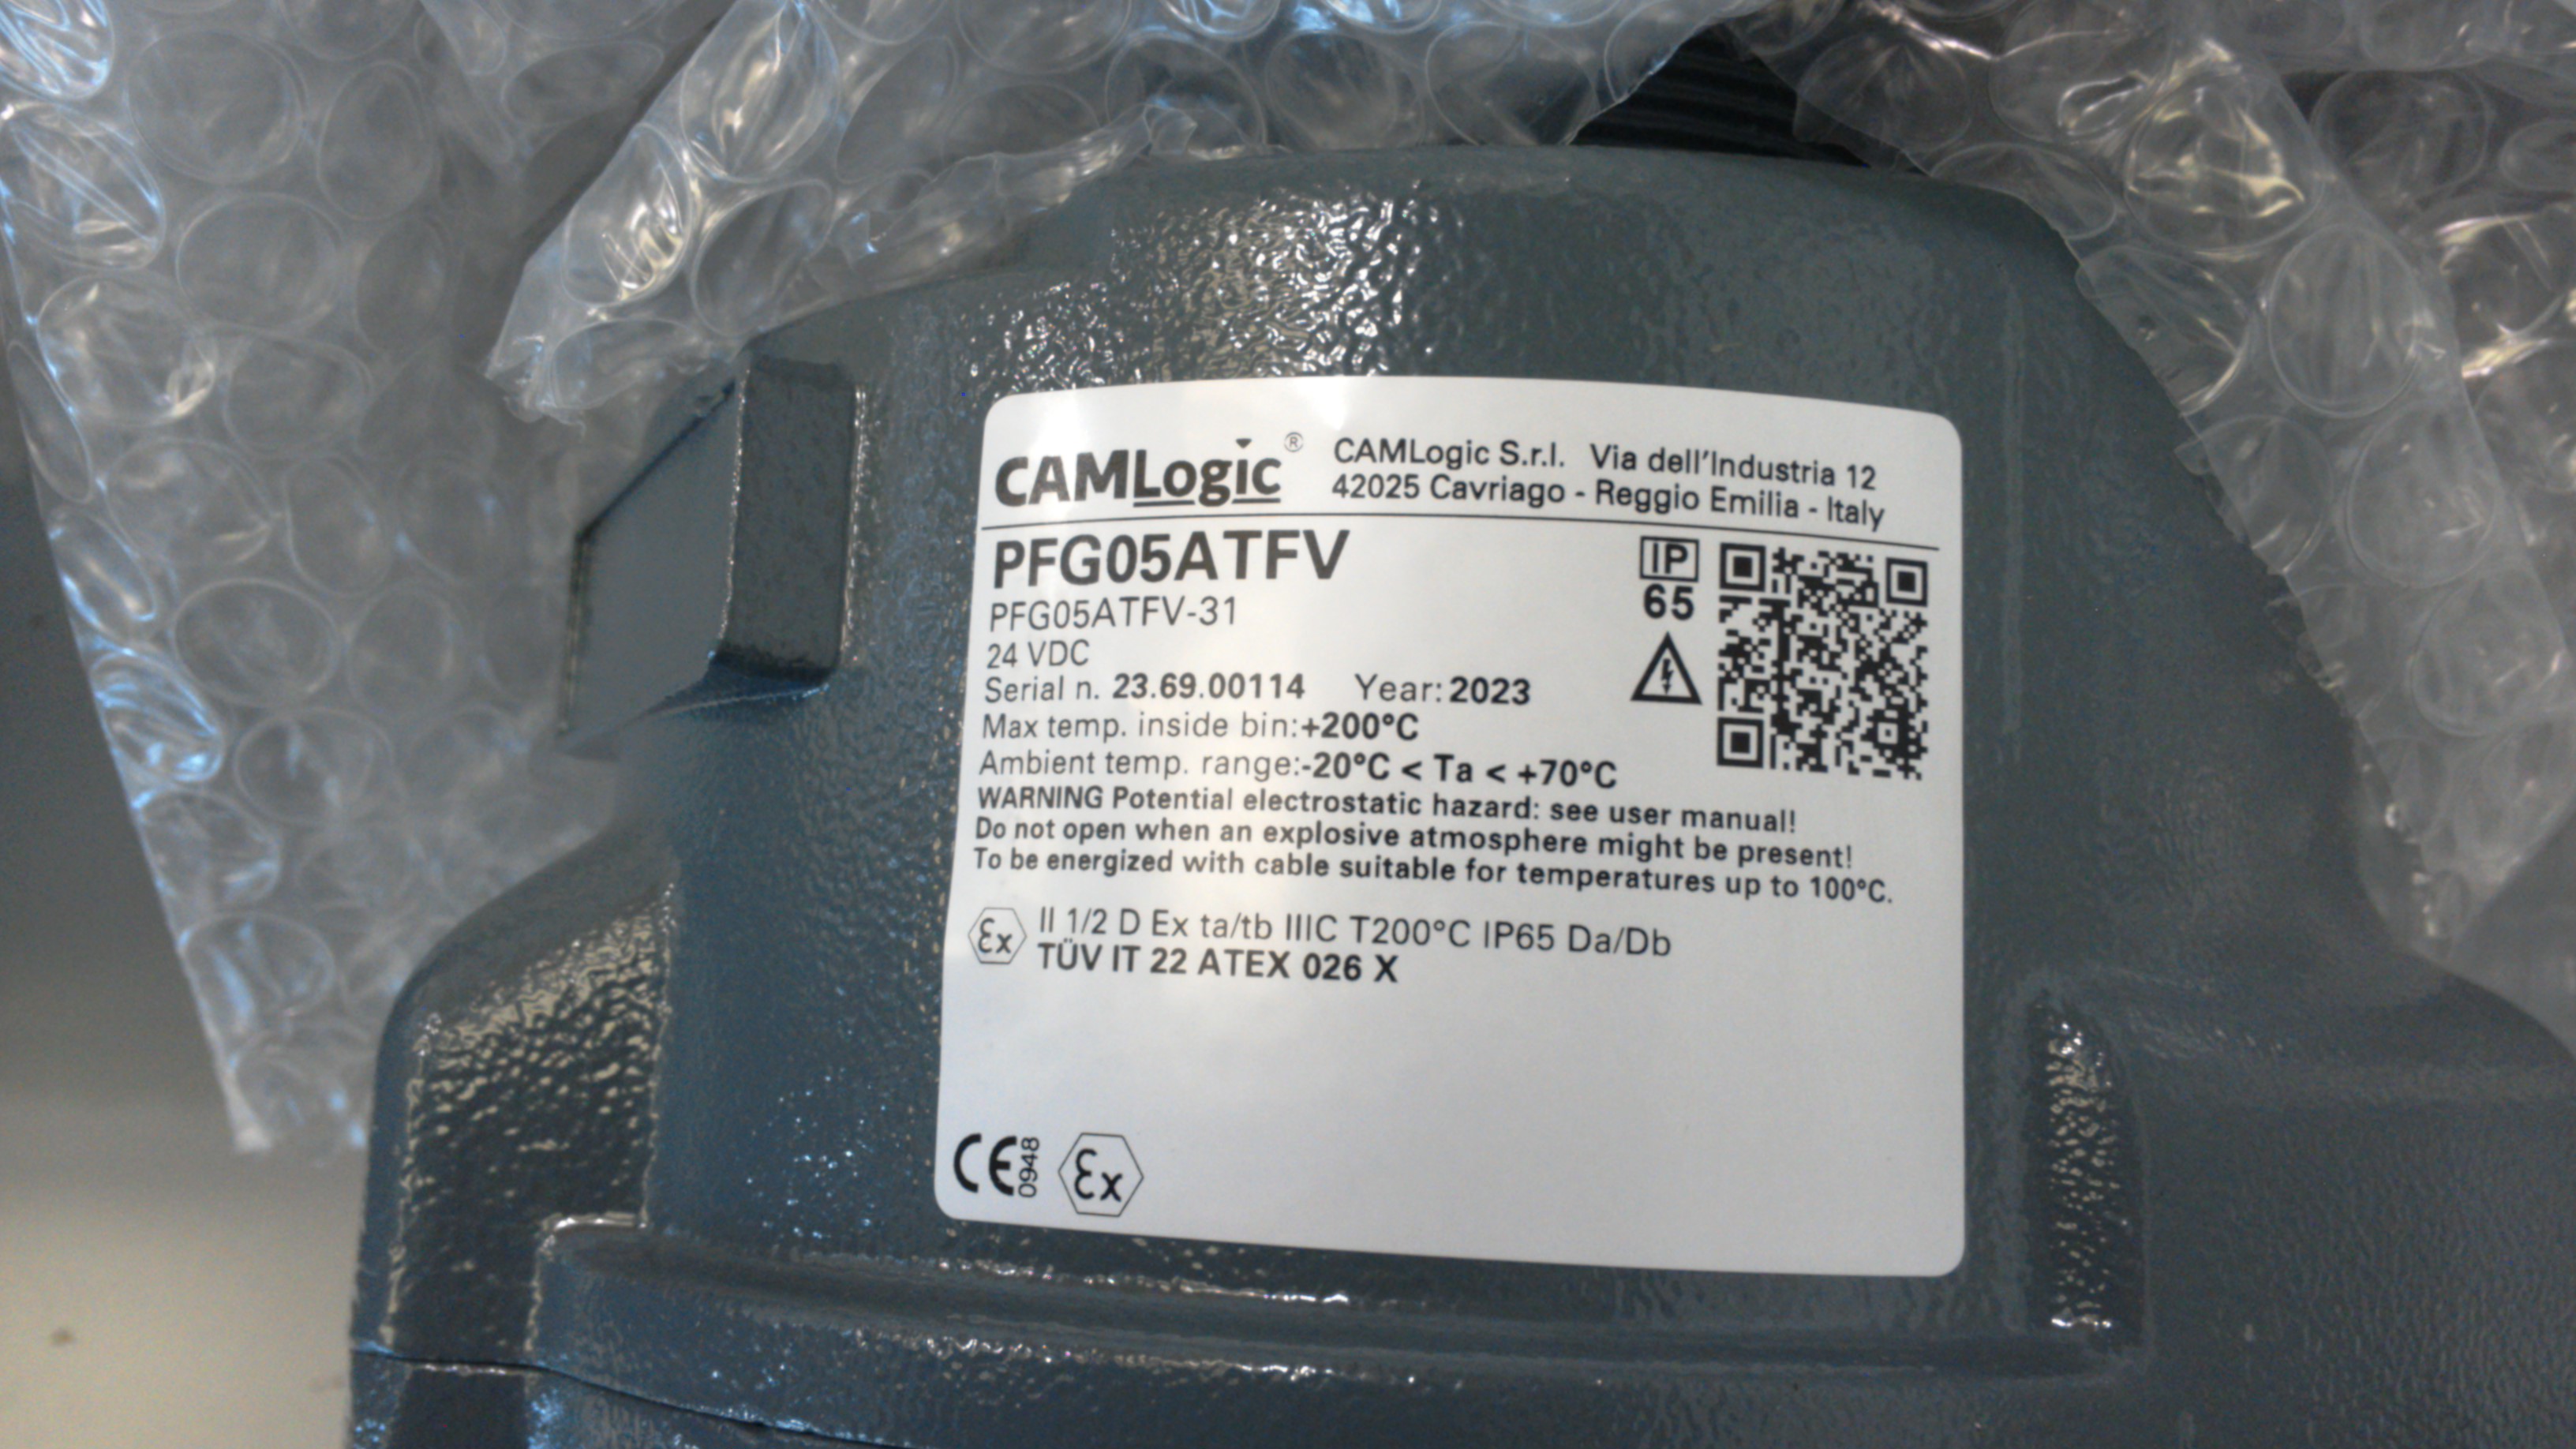 CAMLogic® CAMLogic S.r.l. Via dell'Industria 12
42025 Cavriago - Reggio Emilia - Italy
PFG05ATFV
PFG05ATFV-31
24 VDC
IP
65
Serial n. 23.69.00114 Year: 2023
Max temp. inside bin:+200°C
Ambient temp. range:-20°C < Ta < +70°C
WARNING Potential electrostatic hazard: see user manual!
Do not open when an explosive atmosphere might be present!
To be energized with cable suitable for temperatures up to 100°C.
Ex II 1/2 D Ex ta/tb IIIC T200°C IP65 Da/Db
TÜV IT 22 ATEX 026 X
CE 0948 Ex